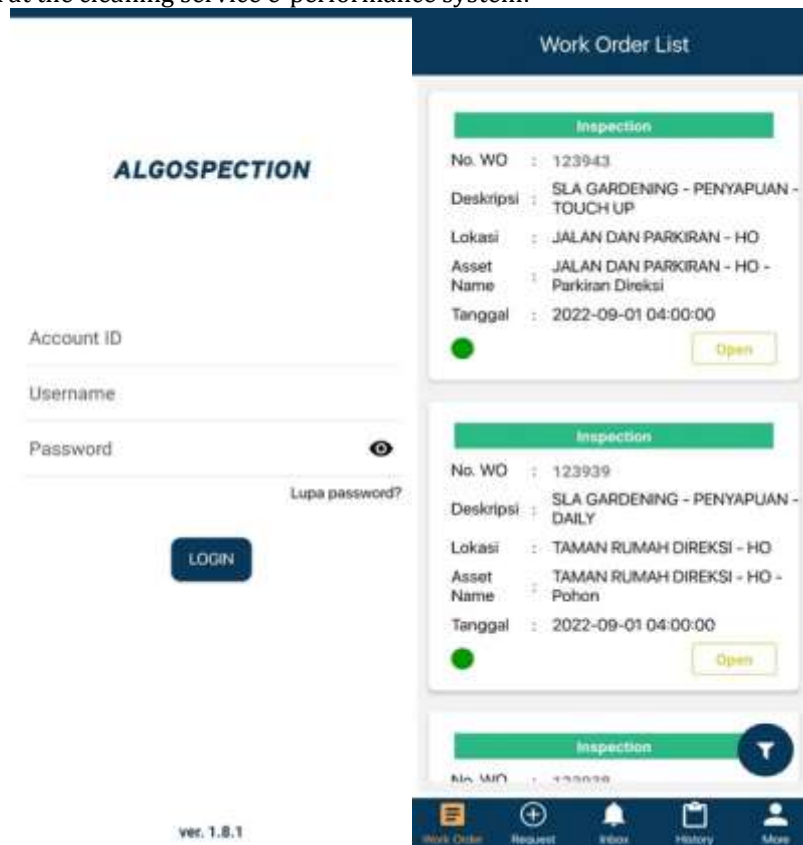 at the cleaning service e-performance system.
ALGOSPECTION
Account ID
Username
Password
Lupa password?
LOGIN
ver. 1.8.1
Work Order List
Inspection
No. WO : 123943
Deskripsi : SLA GARDENING - PENYAPUAN -
TOUCH UP
Lokasi : JALAN DAN PARKIRAN - HO
Asset
Name : JALAN DAN PARKIRAN - HO -
Parkiran Direksi
Tanggal : 2022-09-01 04:00:00
Open
Inspection
No. WO : 123939
Deskripsi : SLA GARDENING - PENYAPUAN -
DAILY
Lokasi : TAMAN RUMAH DIREKSI - HO
Asset
Name : TAMAN RUMAH DIREKSI - HO -
Pohon
Tanggal : 2022-09-01 04:00:00
Open
Inspection
No. WO :
Work Order
Request
Inbox
History
More